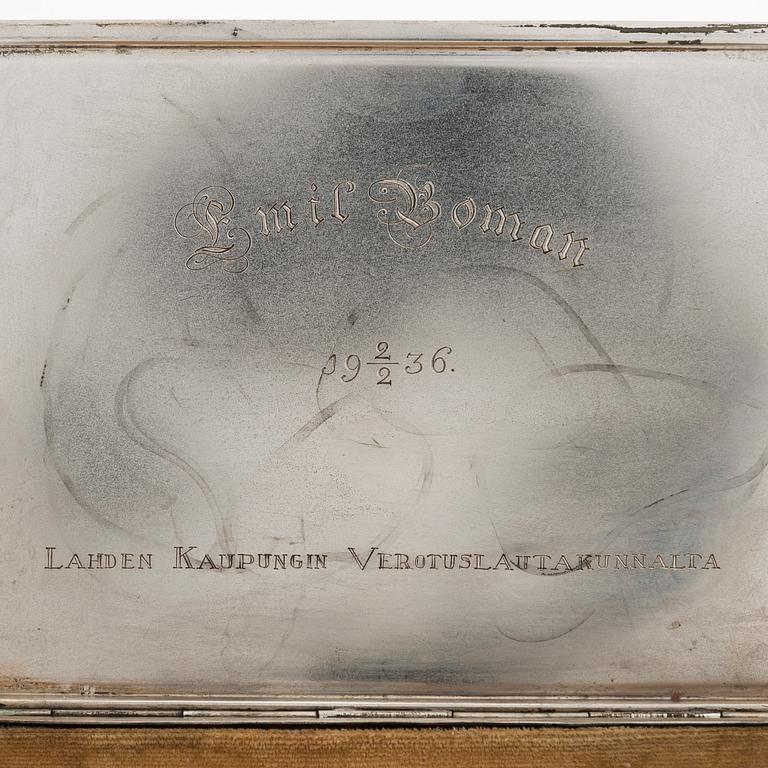 Emil Boman
19 2/2 36.
LAHDEN KAUPUNGIN VEROTUSLAUTAKUNNALTA